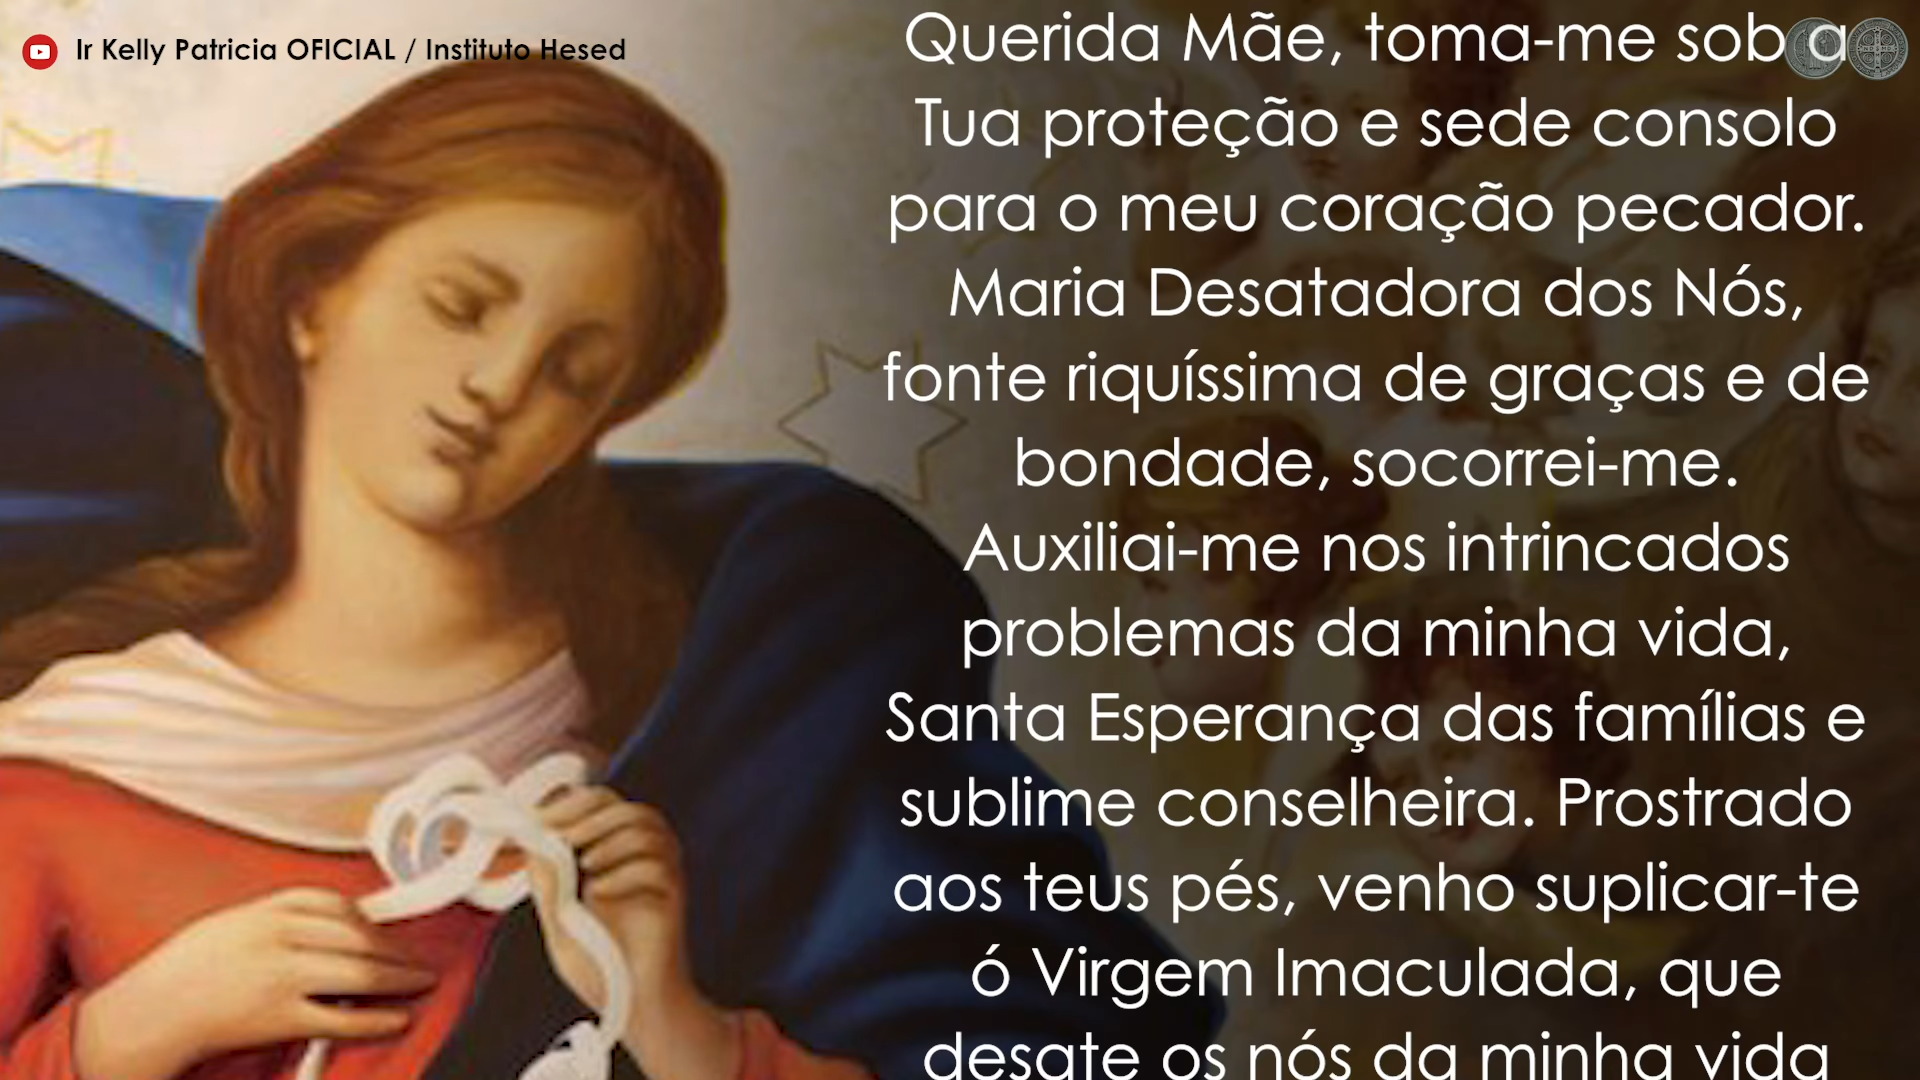 Ir Kelly Patricia OFICIAL / Instituto Hesed
Querida Mãe, toma-me sob a
Tua proteção e sede consolo
para o meu coração pecador.
Maria Desatadora dos Nós,
fonte riquíssima de graças e de
bondade, socorrei-me.
Auxiliai-me nos intrincados
problemas da minha vida,
Santa Esperança das famílias e
sublime conselheira. Prostrado
aos teus pés, venho suplicar-te
ó Virgem Imaculada, que
desate os nós da minha vida